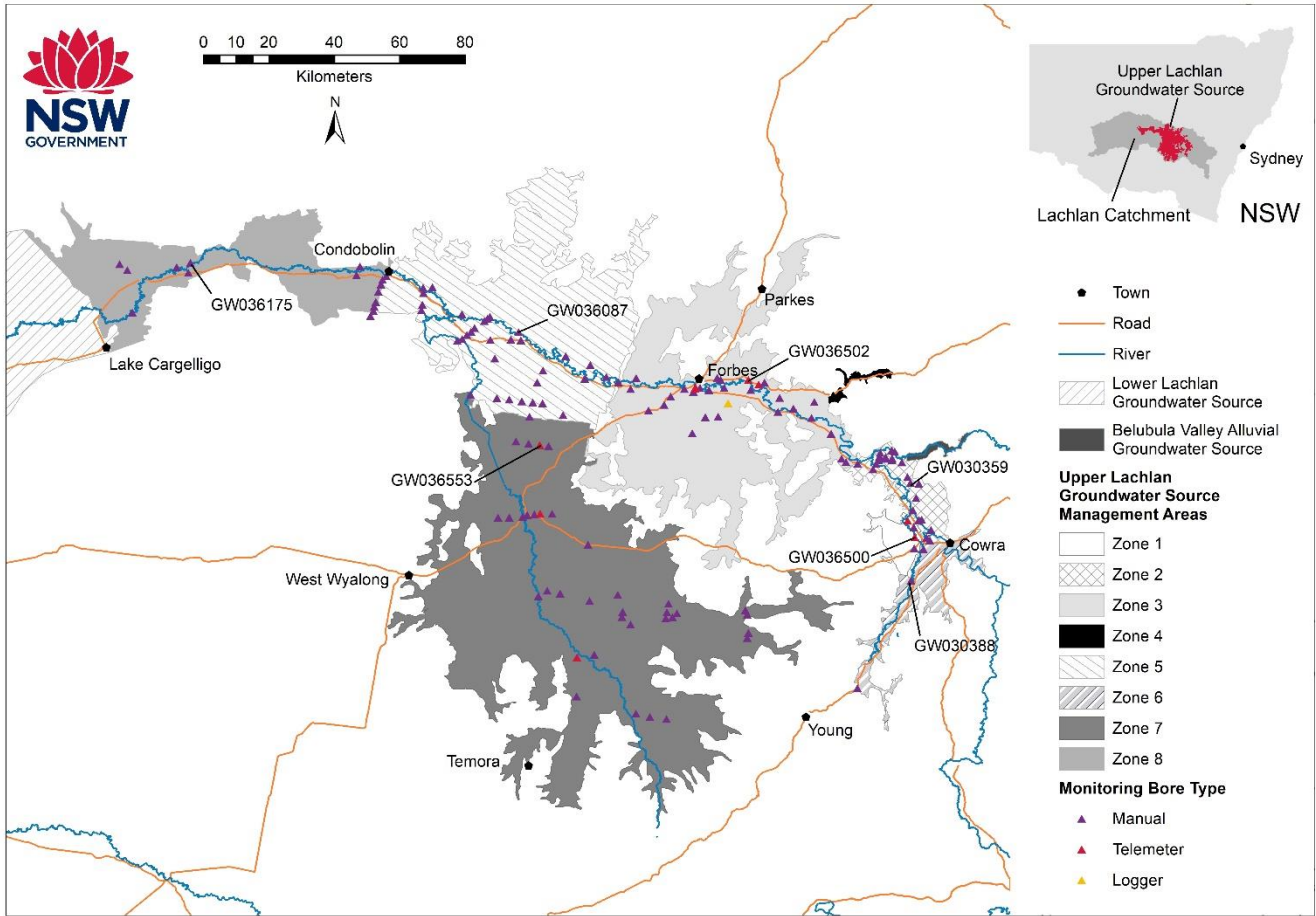 NSW
GOVERNMENT
0 10 20 40 60 80
Kilometers
N
Upper Lachlan
Groundwater Source
Sydney
Lachlan Catchment
NSW
Condobolin
GW036175
Lake Cargelligo
GW036087
Parkes
Forbes
GW036502
GW036553
GW030359
GW036500
Cowra
West Wyalong
GW030388
Young
Temora
Town
Road
River
Lower Lachlan
Groundwater Source
Belubula Valley Alluvial
Groundwater Source
Upper Lachlan
Groundwater Source
Management Areas
Zone 1
Zone 2
Zone 3
Zone 4
Zone 5
Zone 6
Zone 7
Zone 8
Monitoring Bore Type
Manual
Telemeter
Logger